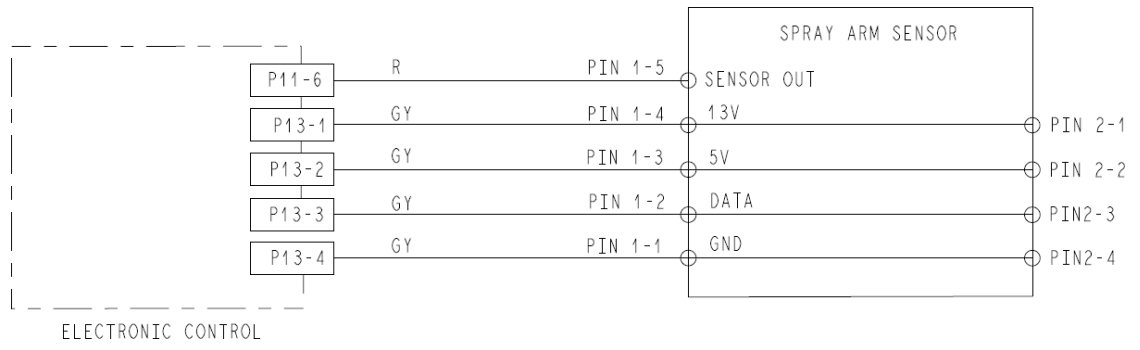 SPRAY ARM SENSOR
P11-6 R PIN 1-5 SENSOR OUT
P13-1 GY PIN 1-4 13V PIN 2-1
P13-2 GY PIN 1-3 5V PIN 2-2
P13-3 GY PIN 1-2 DATA PIN2-3
P13-4 GY PIN 1-1 GND PIN2-4
ELECTRONIC CONTROL